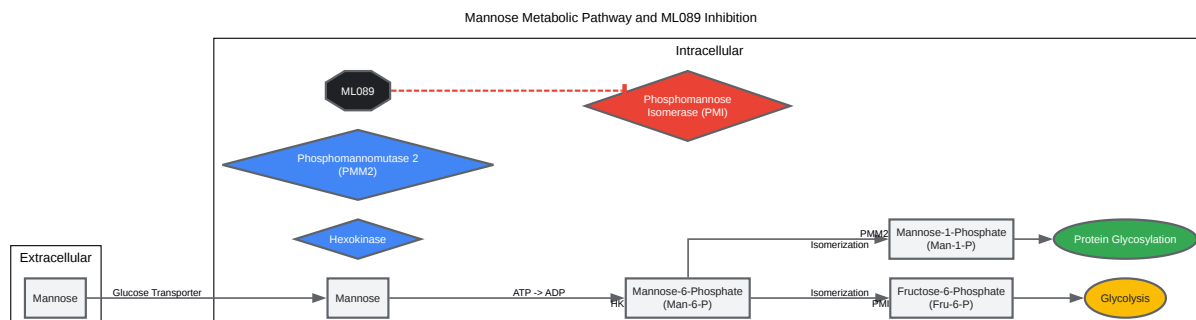 Mannose Metabolic Pathway and ML089 Inhibition
Intracellular
ML089
Phosphomannose
Isomerase (PMI)
Phosphomannomutase 2
(PMM2)
Hexokinase
Extracellular
Mannose
Glucose Transporter
Mannose
ATP -> ADP
HK
Mannose-6-Phosphate
(Man-6-P)
PMM2
Isomerization
Mannose-1-Phosphate
(Man-1-P)
Protein Glycosylation
Isomerization
PMI
Fructose-6-Phosphate
(Fru-6-P)
Glycolysis